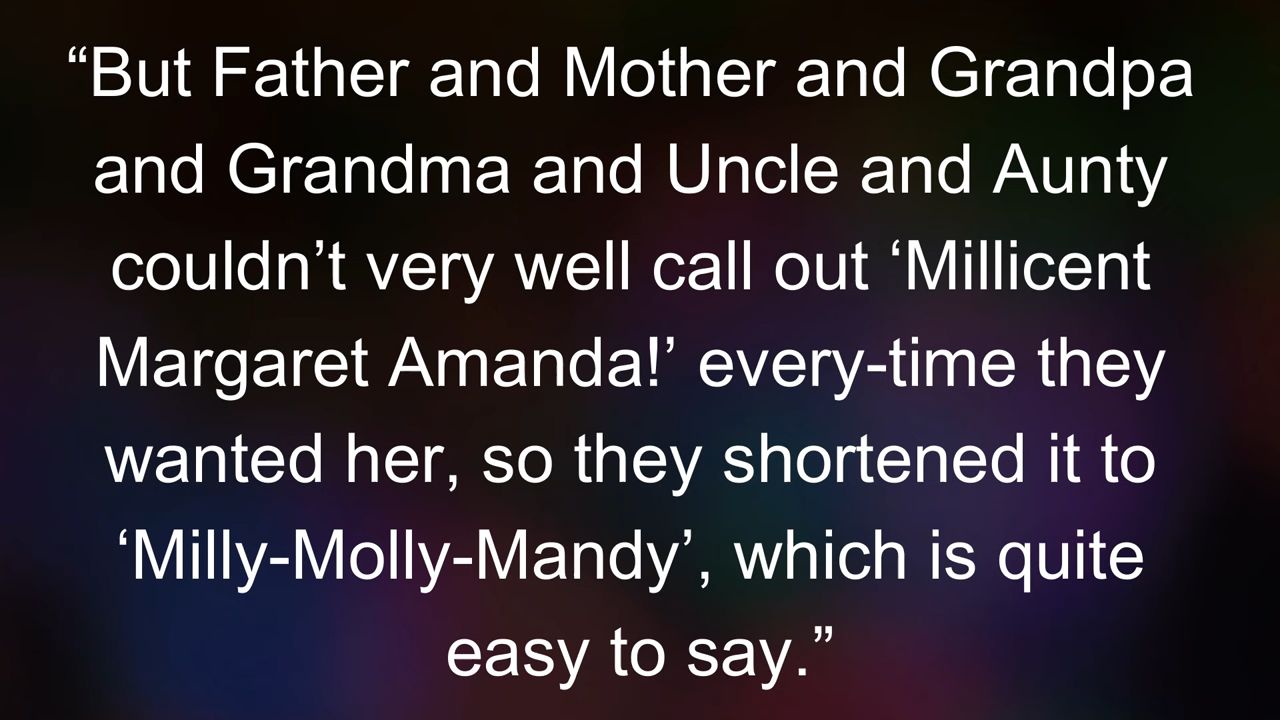 “But Father and Mother and Grandpa
and Grandma and Uncle and Aunty
couldn’t very well call out ‘Millicent
Margaret Amanda!’ every-time they
wanted her, so they shortened it to
‘Milly-Molly-Mandy’, which is quite
easy to say.”